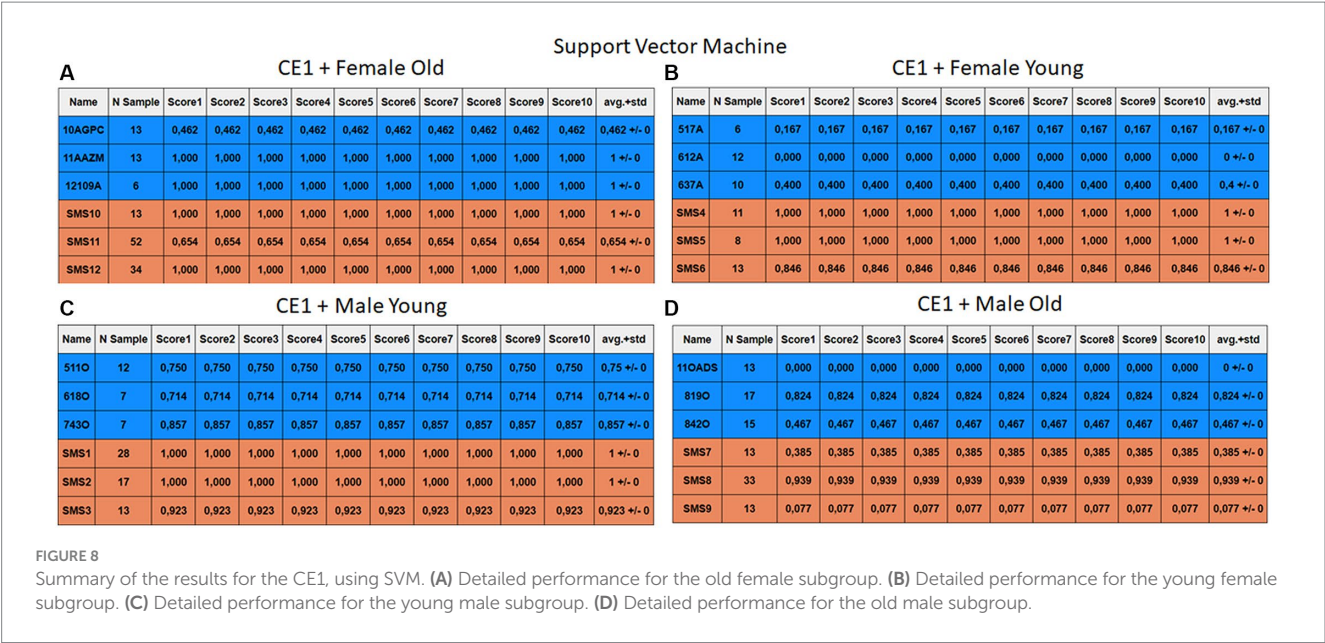 Support Vector Machine
A
CE1 + Female Old
Name N Sample Score1 Score2 Score3 Score4 Score5 Score6 Score7 Score8 Score9 Score10 avg.+std
10AGPC 13 0,462 0,462 0,462 0,462 0,462 0,462 0,462 0,462 0,462 0,462 0,462 +/- 0
11AAZM 13 1,000 1,000 1,000 1,000 1,000 1,000 1,000 1,000 1,000 1,000 1 +/- 0
12109A 6 1,000 1,000 1,000 1,000 1,000 1,000 1,000 1,000 1,000 1,000 1 +/- 0
SMS10 13 1,000 1,000 1,000 1,000 1,000 1,000 1,000 1,000 1,000 1,000 1 +/- 0
SMS11 52 0,654 0,654 0,654 0,654 0,654 0,654 0,654 0,654 0,654 0,654 0,654 +/- 0
SMS12 34 1,000 1,000 1,000 1,000 1,000 1,000 1,000 1,000 1,000 1,000 1 +/- 0
B
CE1 + Female Young
Name N Sample Score1 Score2 Score3 Score4 Score5 Score6 Score7 Score8 Score9 Score10 avg.+std
517A 6 0,167 0,167 0,167 0,167 0,167 0,167 0,167 0,167 0,167 0,167 0,167 +/- 0
612A 12 0,000 0,000 0,000 0,000 0,000 0,000 0,000 0,000 0,000 0,000 0 +/- 0
637A 10 0,400 0,400 0,400 0,400 0,400 0,400 0,400 0,400 0,400 0,400 0,4 +/- 0
SMS4 11 1,000 1,000 1,000 1,000 1,000 1,000 1,000 1,000 1,000 1,000 1 +/- 0
SMS5 8 1,000 1,000 1,000 1,000 1,000 1,000 1,000 1,000 1,000 1,000 1 +/- 0
SMS6 13 0,846 0,846 0,846 0,846 0,846 0,846 0,846 0,846 0,846 0,846 0,846 +/- 0
C
CE1 + Male Young
Name N Sample Score1 Score2 Score3 Score4 Score5 Score6 Score7 Score8 Score9 Score10 avg.+std
511O 12 0,750 0,750 0,750 0,750 0,750 0,750 0,750 0,750 0,750 0,750 0,75 +/- 0
618O 7 0,714 0,714 0,714 0,714 0,714 0,714 0,714 0,714 0,714 0,714 0,714 +/- 0
743O 7 0,857 0,857 0,857 0,857 0,857 0,857 0,857 0,857 0,857 0,857 0,857 +/- 0
SMS1 28 1,000 1,000 1,000 1,000 1,000 1,000 1,000 1,000 1,000 1,000 1 +/- 0
SMS2 17 1,000 1,000 1,000 1,000 1,000 1,000 1,000 1,000 1,000 1,000 1 +/- 0
SMS3 13 0,923 0,923 0,923 0,923 0,923 0,923 0,923 0,923 0,923 0,923 0,923 +/- 0
D
CE1 + Male Old
Name N Sample Score1 Score2 Score3 Score4 Score5 Score6 Score7 Score8 Score9 Score10 avg.+std
11OADS 13 0,000 0,000 0,000 0,000 0,000 0,000 0,000 0,000 0,000 0,000 0 +/- 0
819O 17 0,824 0,824 0,824 0,824 0,824 0,824 0,824 0,824 0,824 0,824 0,824 +/- 0
842O 15 0,467 0,467 0,467 0,467 0,467 0,467 0,467 0,467 0,467 0,467 0,467 +/- 0
SMS7 13 0,385 0,385 0,385 0,385 0,385 0,385 0,385 0,385 0,385 0,385 0,385 +/- 0
SMS8 33 0,939 0,939 0,939 0,939 0,939 0,939 0,939 0,939 0,939 0,939 0,939 +/- 0
SMS9 13 0,077 0,077 0,077 0,077 0,077 0,077 0,077 0,077 0,077 0,077 0,077 +/- 0
FIGURE 8
Summary of the results for the CE1, using SVM. (A) Detailed performance for the old female subgroup. (B) Detailed performance for the young female
subgroup. (C) Detailed performance for the young male subgroup. (D) Detailed performance for the old male subgroup.